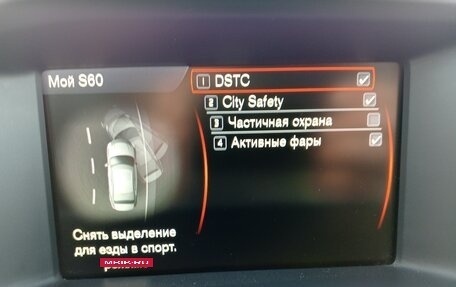 Мой S60
1 DSTC
2 City Safety
3 Частичная охрана
4 Активные фары
Снять выделение
для езды в спорт.